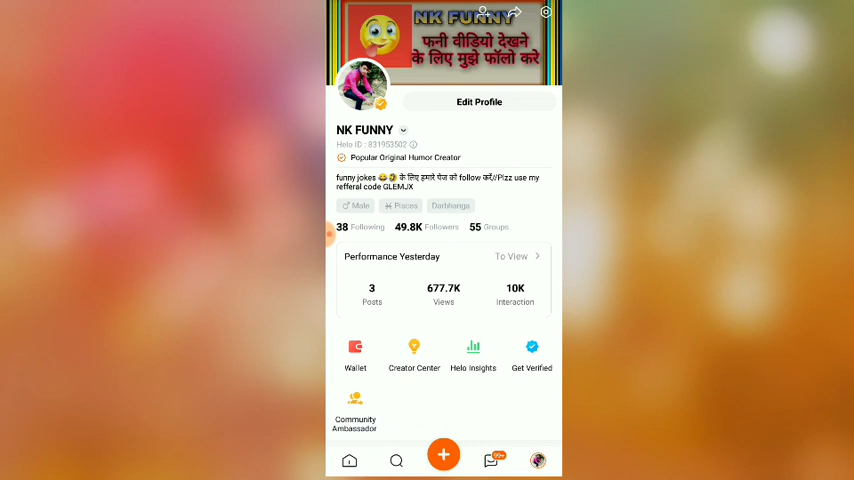 NK FUNNY
फनी वीडियो देखने
के लिए मुझे फॉलो करे
Edit Profile
NK FUNNY
Helo ID : 831953502
Popular Original Humor Creator
funny jokes 😂🤣 के लिए हमारे पेज को follow करें//Plzz use my
refferal code GLEMJX
Male Pisces Darbhanga
38 Following 49.8K Followers 55 Groups
Performance Yesterday To View
3 677.7K 10K
Posts Views Interaction
Wallet Creator Center Helo Insights Get Verified
Community
Ambassador
99+